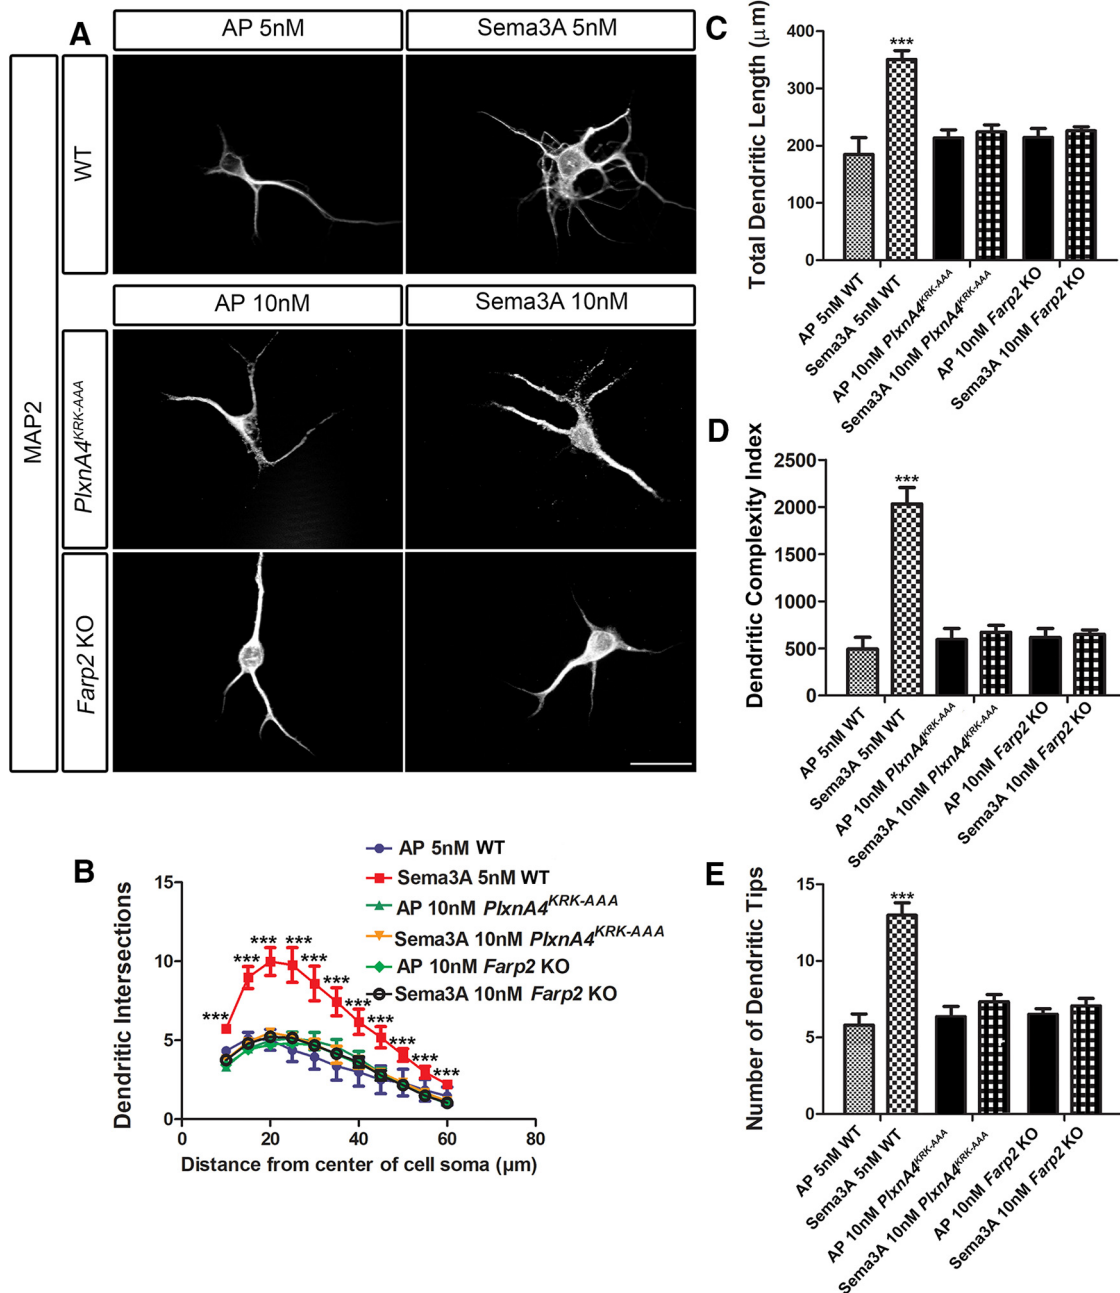 A
AP 5nM
Sema3A 5nM
MAP2
WT
AP 10nM
Sema3A 10nM
PlxnA4KRK-AAA
Farp2 KO
B
AP 5nM WT
Sema3A 5nM WT
AP 10nM PlxnA4KRK-AAA
Sema3A 10nM PlxnA4KRK-AAA
AP 10nM Farp2 KO
Sema3A 10nM Farp2 KO
Dendritic Intersections
15
10
5
0
*** *** *** *** *** *** *** *** *** *** ***
0 20 40 60 80
Distance from center of cell soma (µm)
C
Total Dendritic Length (µm)
400
300
200
100
0
***
AP 5nM WT
Sema3A 5nM WT
AP 10nM PlxnA4KRK-AAA
Sema3A 10nM PlxnA4KRK-AAA
AP 10nM Farp2 KO
Sema3A 10nM Farp2 KO
D
Dendritic Complexity Index
2500
2000
1500
1000
500
0
***
AP 5nM WT
Sema3A 5nM WT
AP 10nM PlxnA4KRK-AAA
Sema3A 10nM PlxnA4KRK-AAA
AP 10nM Farp2 KO
Sema3A 10nM Farp2 KO
E
Number of Dendritic Tips
15
10
5
0
***
AP 5nM WT
Sema3A 5nM WT
AP 10nM PlxnA4KRK-AAA
Sema3A 10nM PlxnA4KRK-AAA
AP 10nM Farp2 KO
Sema3A 10nM Farp2 KO